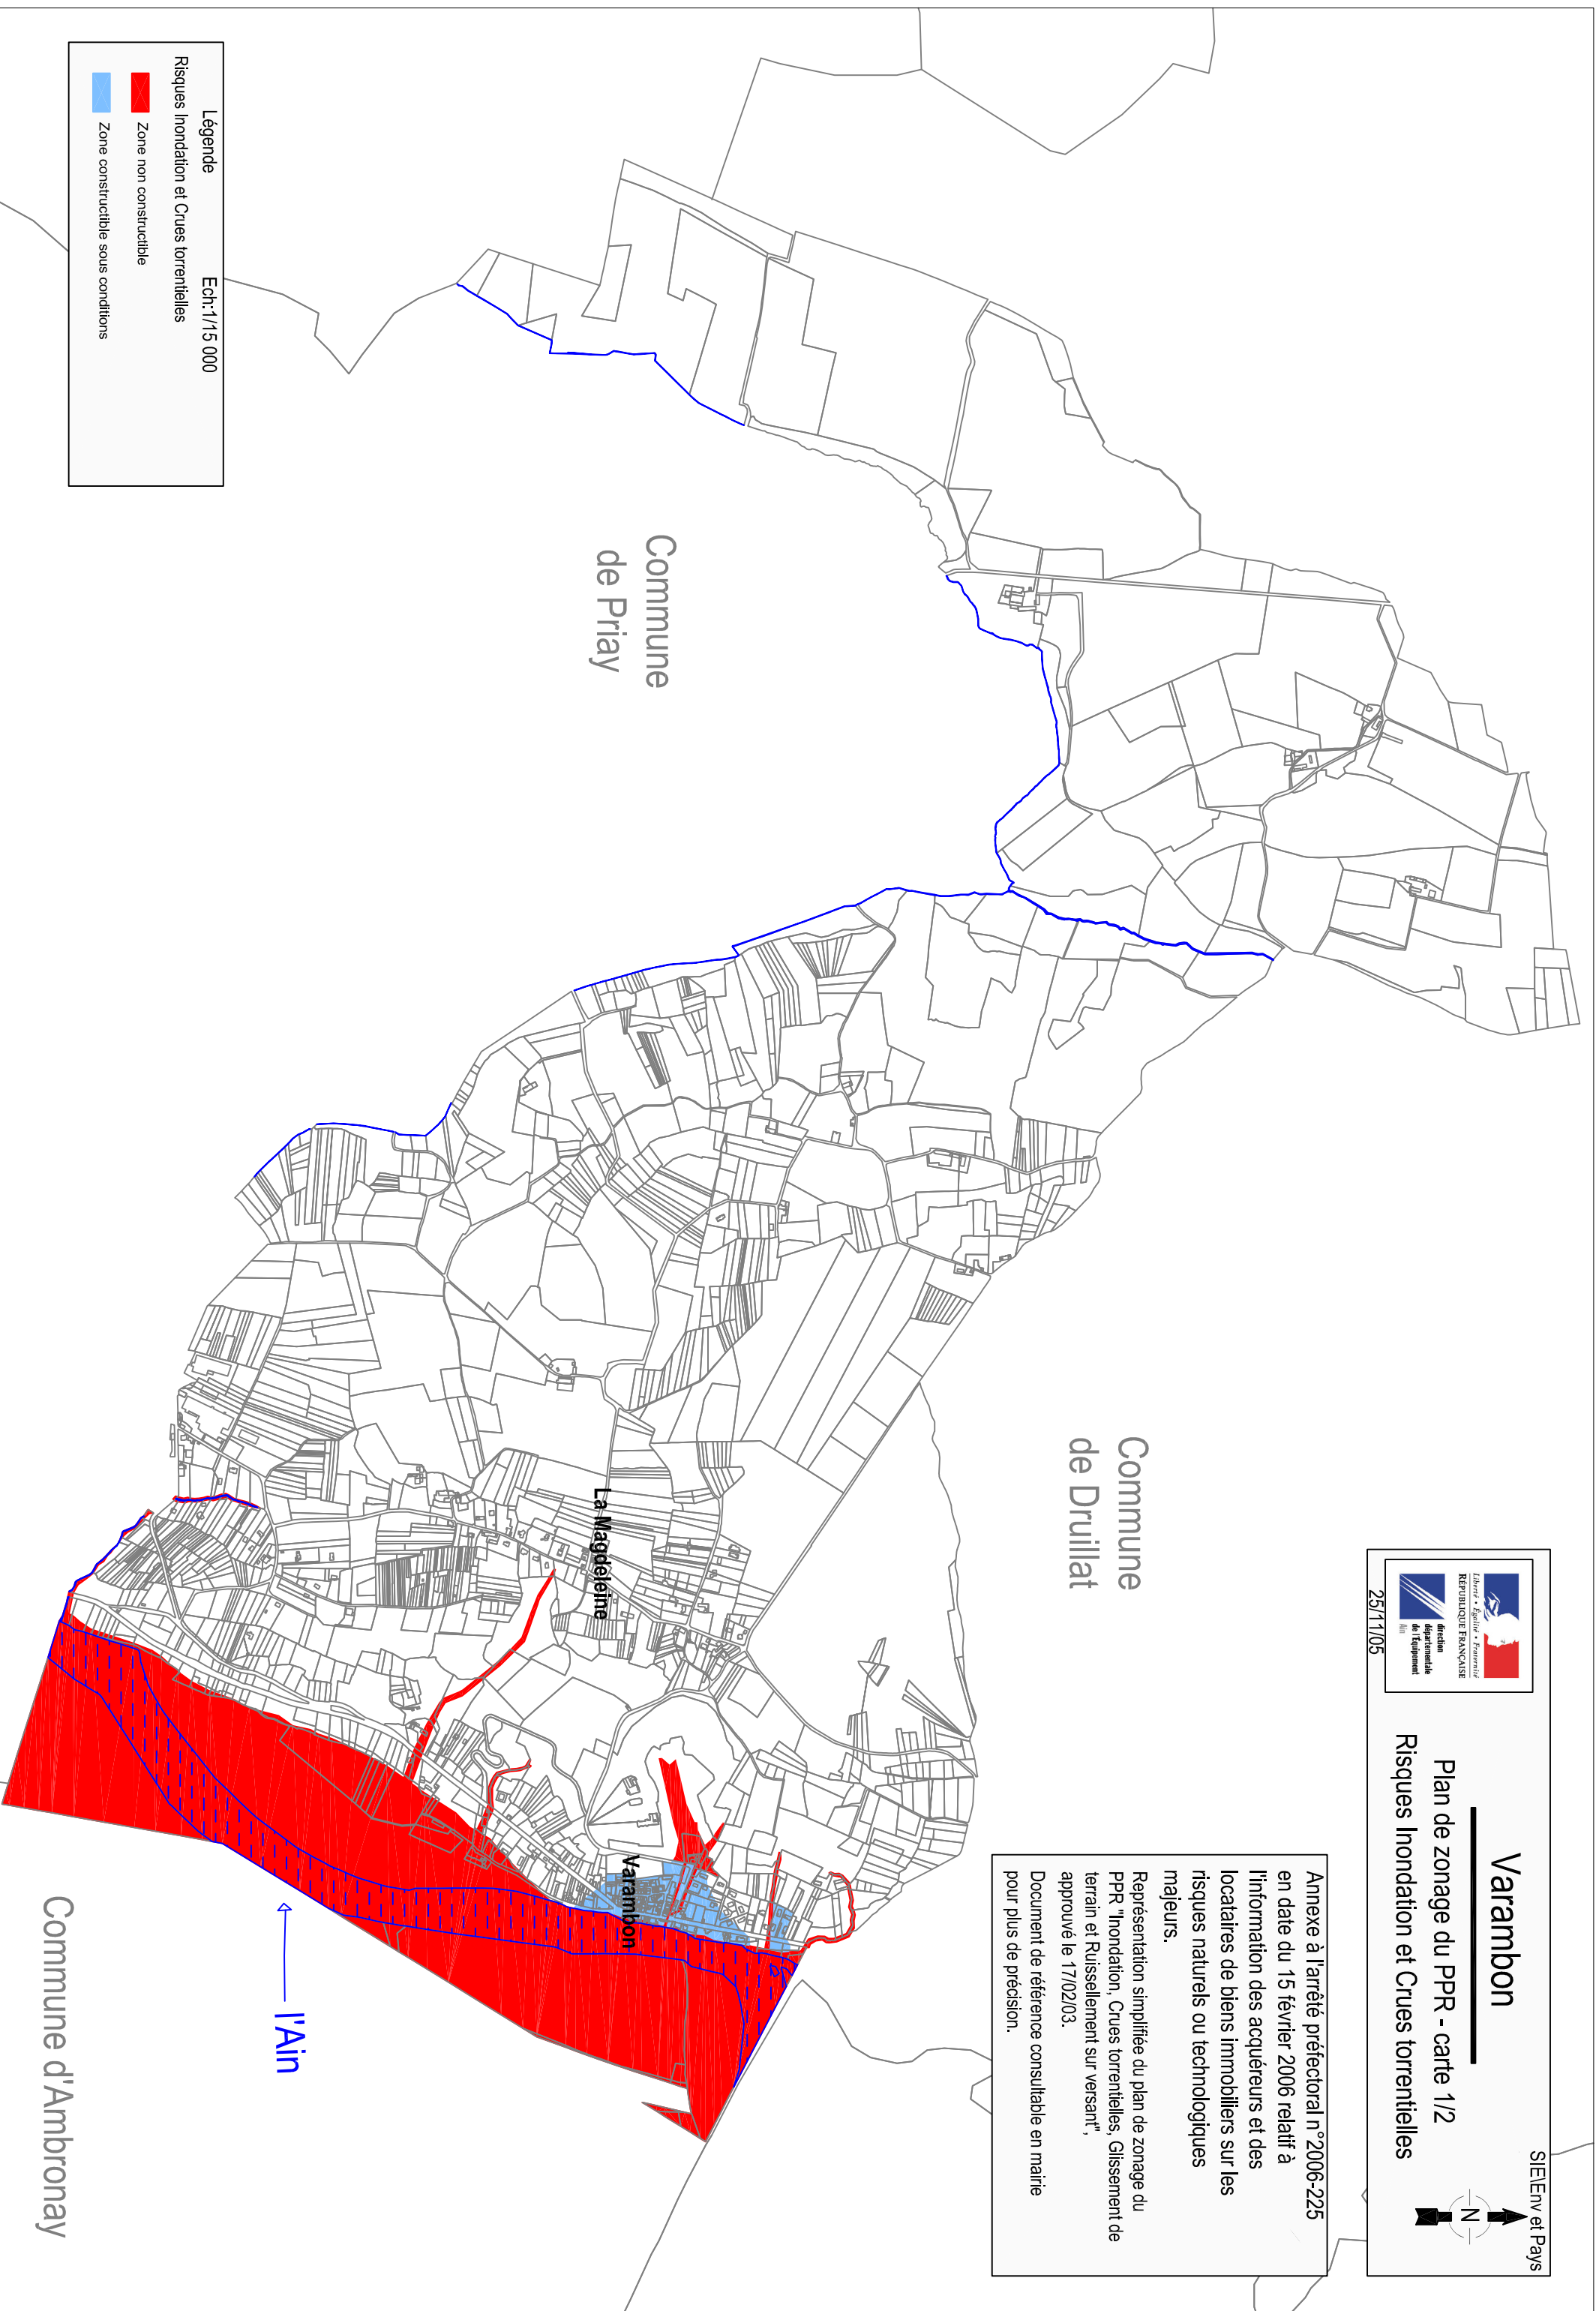 SIE\Env et Pays
Varambon
Plan de zonage du PPR - carte 1/2
Risques Inondation et Crues torrentielles
N
Liberté • Égalité • Fraternité
RÉPUBLIQUE FRANÇAISE
direction
départementale
de l'Équipement
Ain
25/11/05
Annexe à l'arrêté préfectoral n°2006-225
en date du 15 février 2006 relatif à
l'information des acquéreurs et des
locataires de biens immobiliers sur les
risques naturels ou technologiques
majeurs.
Représentation simplifiée du plan de zonage du
PPR "Inondation, Crues torrentielles, Glissement de
terrain et Ruissellement sur versant",
approuvé le 17/02/03.
Document de référence consultable en mairie
pour plus de précision.
Commune
de Druillat
Commune
de Priay
La Magdeleine
Varambon
l'Ain
Commune d'Ambronay
Légende
Ech:1/15 000
Risques Inondation et Crues torrentielles
Zone non constructible
Zone constructible sous conditions